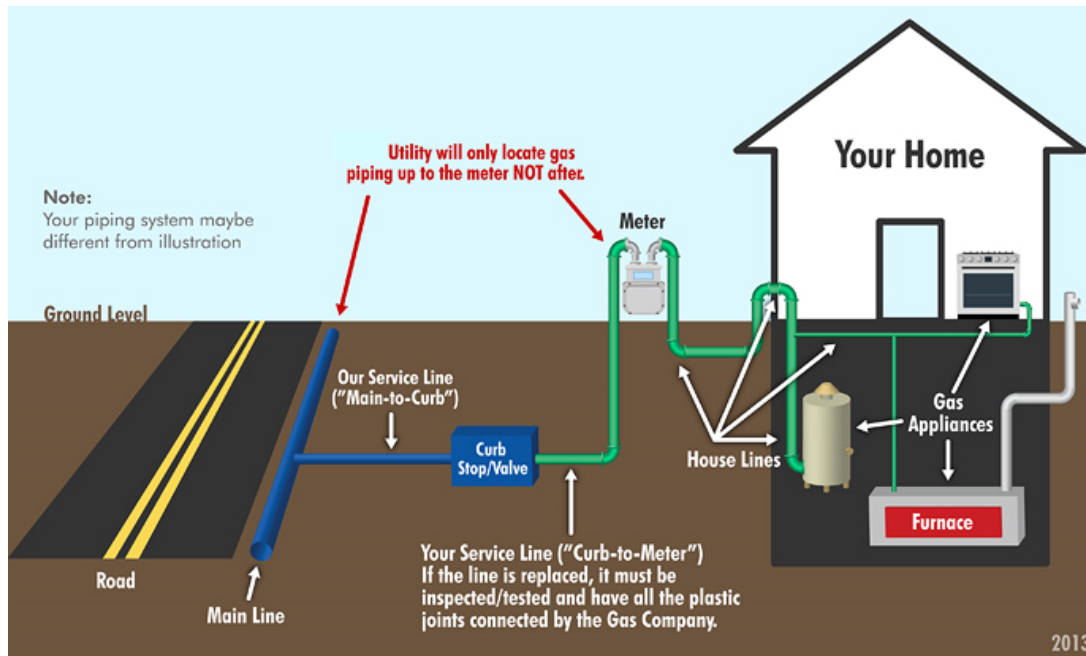 Utility will only locate gas
piping up to the meter NOT after.
Your Home
Note:
Your piping system maybe
different from illustration
Meter
Ground Level
Our Service Line
("Main-to-Curb")
Curb
Stop/Valve
House Lines
Gas
Appliances
Furnace
Your Service Line ("Curb-to-Meter")
If the line is replaced, it must be
inspected/tested and have all the plastic
joints connected by the Gas Company.
Road
Main Line
2013